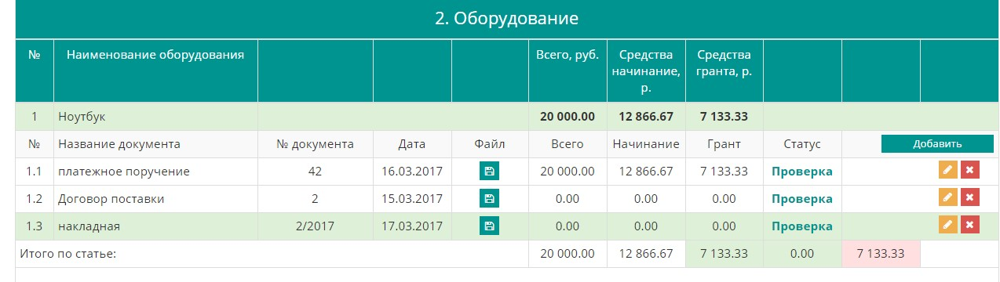 2. Оборудование
№ Наименование оборудования Всего, руб. Средства начинание, р. Средства гранта, р.
1 Ноутбук 20 000.00 12 866.67 7 133.33
№ Название документа № документа Дата Файл Всего Начинание Грант Статус Добавить
1.1 платежное поручение 42 16.03.2017 20 000.00 12 866.67 7 133.33 Проверка
1.2 Договор поставки 2 15.03.2017 0.00 0.00 0.00 Проверка
1.3 накладная 2/2017 17.03.2017 0.00 0.00 0.00 Проверка
Итого по статье: 20 000.00 12 866.67 7 133.33 0.00 7 133.33